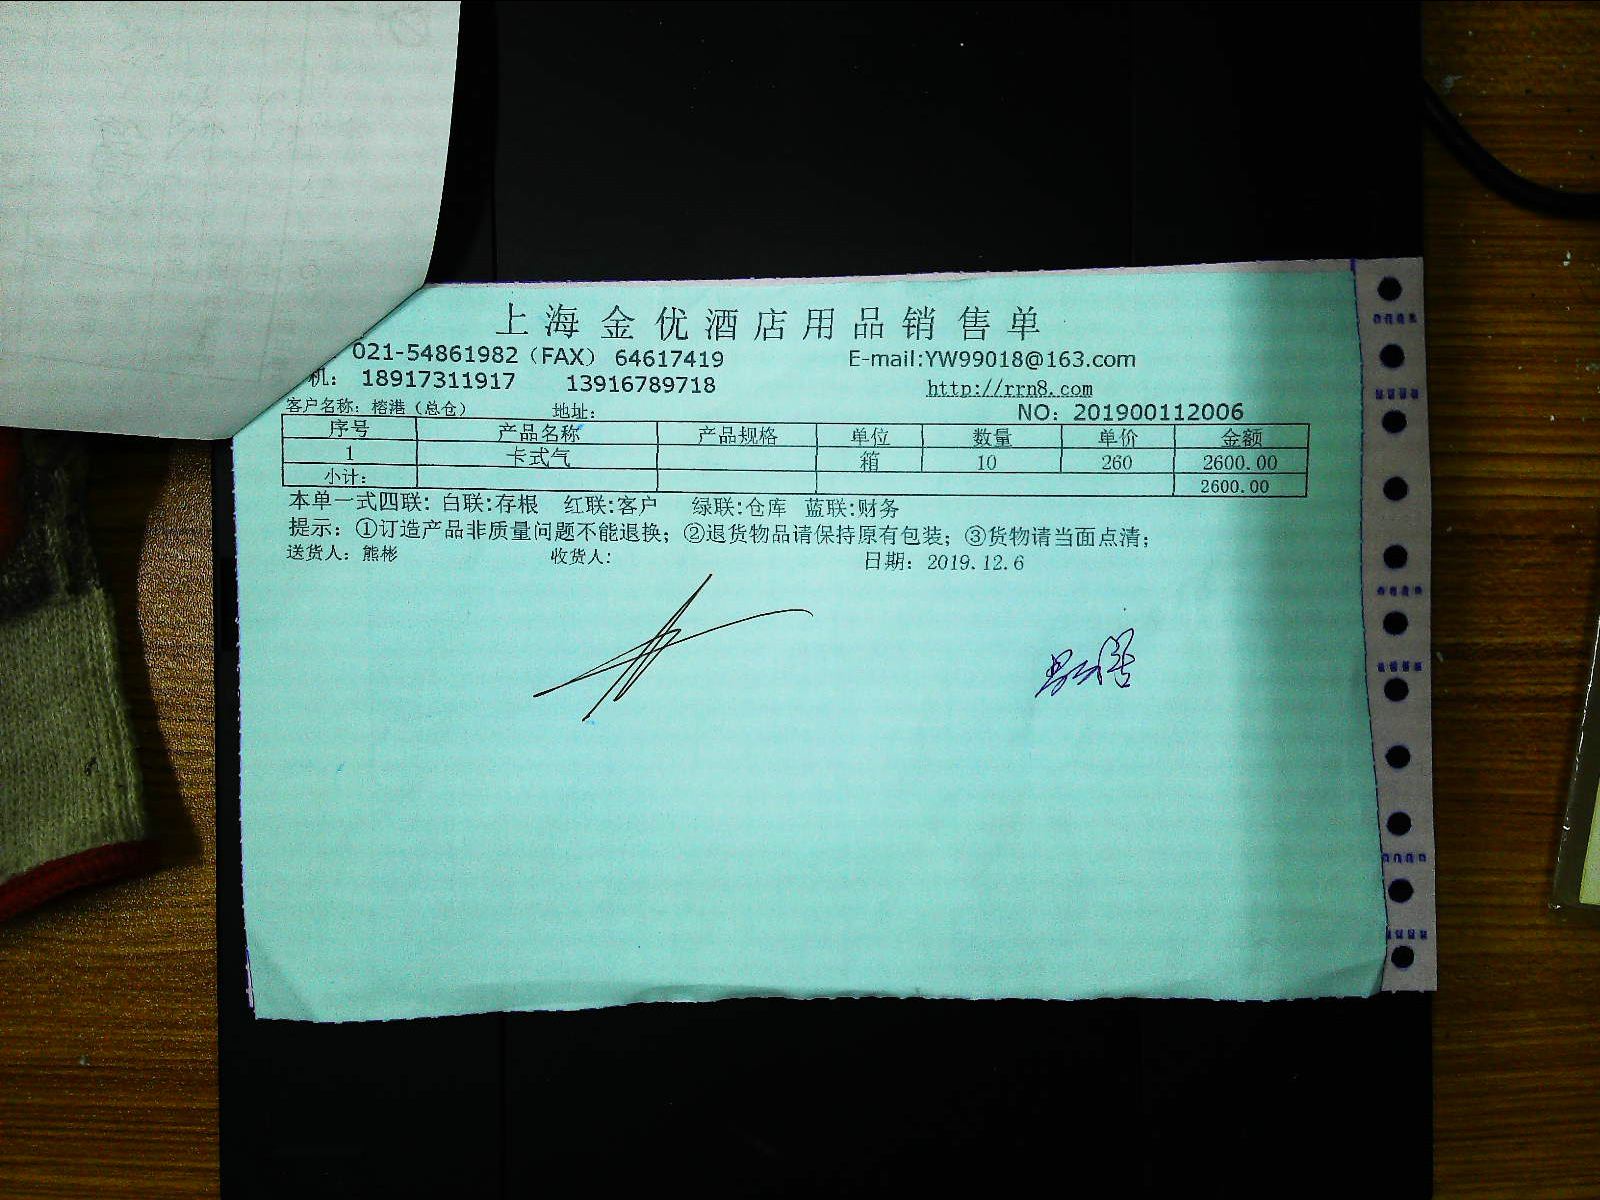 上海金优酒店用品销售单
021-54861982（FAX） 64617419 E-mail:YW99018@163.com
机： 18917311917 13916789718 http://rrn8.com
客户名称：榕港（总仓） 地址： NO：201900112006
序号 产品名称 产品规格 单位 数量 单价 金额
1 卡式气 箱 10 260 2600.00
小计： 2600.00
本单一式四联：白联:存根 红联:客户 绿联:仓库 蓝联:财务
提示：①订造产品非质量问题不能退换；②退货物品请保持原有包装；③货物请当面点清；
送货人：熊彬 收货人： 日期：2019.12.6